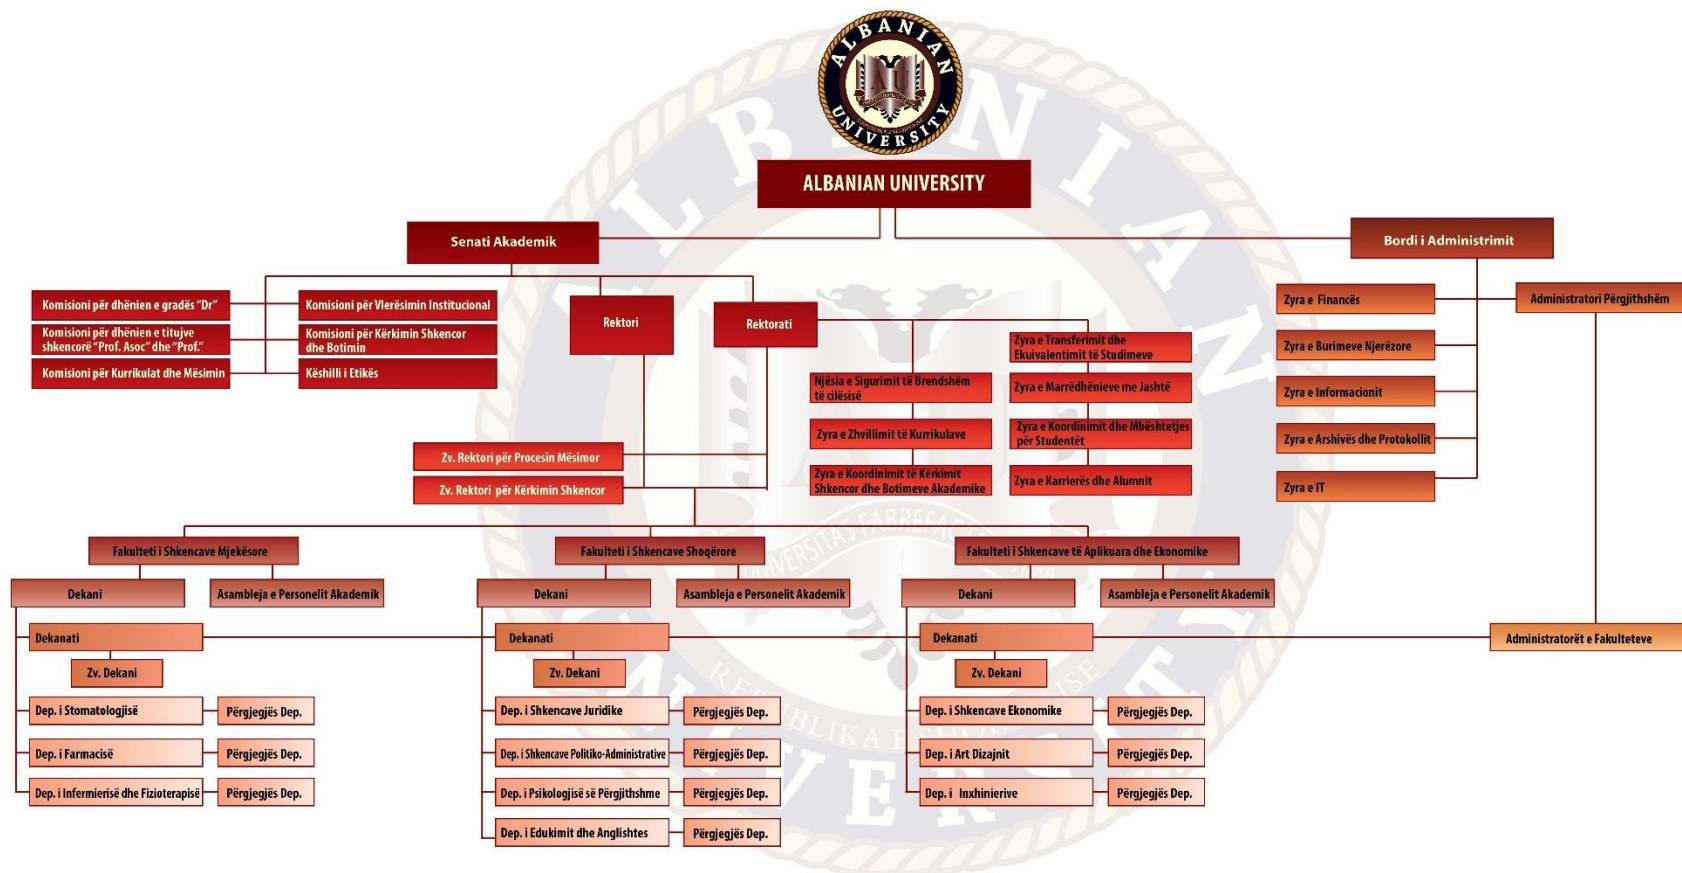 ALBANIAN
UNIVERSITY
AU
ALBANIAN UNIVERSITY
Senati Akademik
Bordi i Administrimit
Komisioni për dhënien e gradës “Dr”
Komisioni për Vlerësimin Institucional
Komisioni për dhënien e titujve
shkencorë “Prof. Asoc” dhe “Prof.”
Komisioni për Kërkimin Shkencor
dhe Botimin
Komisioni për Kurrikulat dhe Mësimin
Këshilli i Etikës
Rektori
Rektorati
Zyra e Transferimit dhe
Ekuivalentimit të Studimeve
Njësia e Sigurimit të Brendshëm
të cilësisë
Zyra e Marrëdhënieve me Jashtë
Zyra e Zhvillimit të Kurrikulave
Zyra e Koordinimit dhe Mbështetjes
për Studentët
Zyra e Koordinimit të Kërkimit
Shkencor dhe Botimeve Akademike
Zyra e Karrierës dhe Alumnit
Zyra e Financës
Administratori Përgjithshëm
Zyra e Burimeve Njerëzore
Zyra e Informacionit
Zyra e Arshivës dhe Protokollit
Zyra e IT
Zv. Rektori për Procesin Mësimor
Zv. Rektori për Kërkimin Shkencor
Fakulteti i Shkencave Mjekësore
Fakulteti i Shkencave Shoqërore
Fakulteti i Shkencave të Aplikuara dhe Ekonomike
Dekani
Asambleja e Personelit Akademik
Dekani
Asambleja e Personelit Akademik
Dekani
Asambleja e Personelit Akademik
Dekanati
Dekanati
Dekanati
Administratorët e Fakulteteve
Zv. Dekani
Zv. Dekani
Zv. Dekani
Dep. i Stomatologjisë
Përgjegjës Dep.
Dep. i Shkencave Juridike
Përgjegjës Dep.
Dep. i Shkencave Ekonomike
Përgjegjës Dep.
Dep. i Farmacisë
Përgjegjës Dep.
Dep. i Shkencave Politiko-Administrative
Përgjegjës Dep.
Dep. i Art Dizajnit
Përgjegjës Dep.
Dep. i Infermierisë dhe Fizioterapisë
Përgjegjës Dep.
Dep. i Psikologjisë së Përgjithshme
Përgjegjës Dep.
Dep. i Inxhinierive
Përgjegjës Dep.
Dep. i Edukimit dhe Anglishtes
Përgjegjës Dep.
ALBANIAN
UNIVERSITY